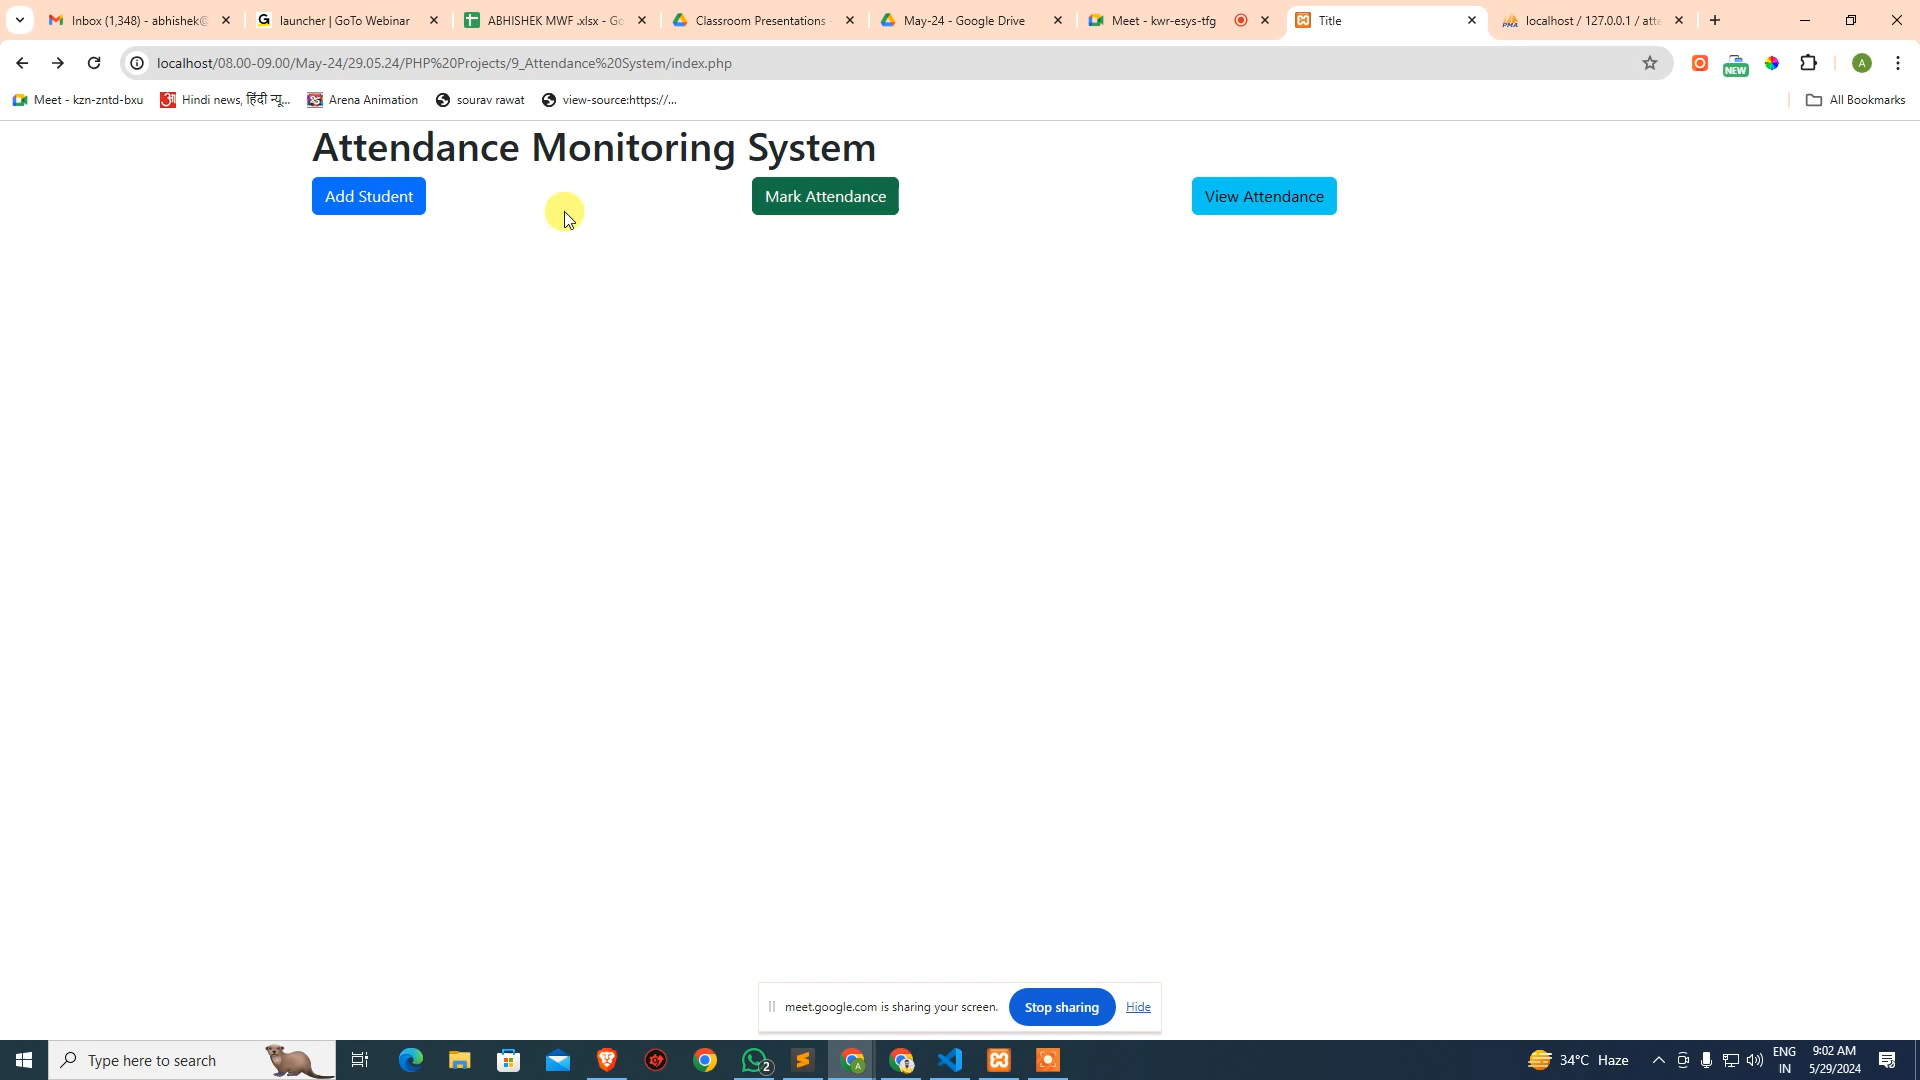 Inbox (1,348) - abhishek@
launcher | GoTo Webinar
ABHISHEK MWF .xlsx - Go
Classroom Presentations -
May-24 - Google Drive
Meet - kwr-esys-tfg
Title
localhost / 127.0.0.1 / atte
localhost/08.00-09.00/May-24/29.05.24/PHP%20Projects/9_Attendance%20System/index.php
NEW
A
Meet - kzn-zntd-bxu
Hindi news, हिंदी न्यू...
Arena Animation
sourav rawat
view-source:https://...
All Bookmarks
Attendance Monitoring System
Add Student
Mark Attendance
View Attendance
meet.google.com is sharing your screen.
Stop sharing
Hide
Type here to search
2
A
34°C Haze
ENG
IN
9:02 AM
5/29/2024